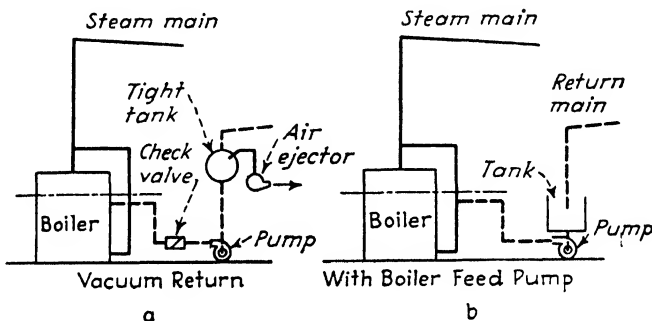 Steam main
Tight
tank
Air
ejector
Check
valve
Boiler
Pump
Vacuum Return
a
Steam main
Return
main
Tank
Boiler
Pump
With Boiler Feed Pump
b